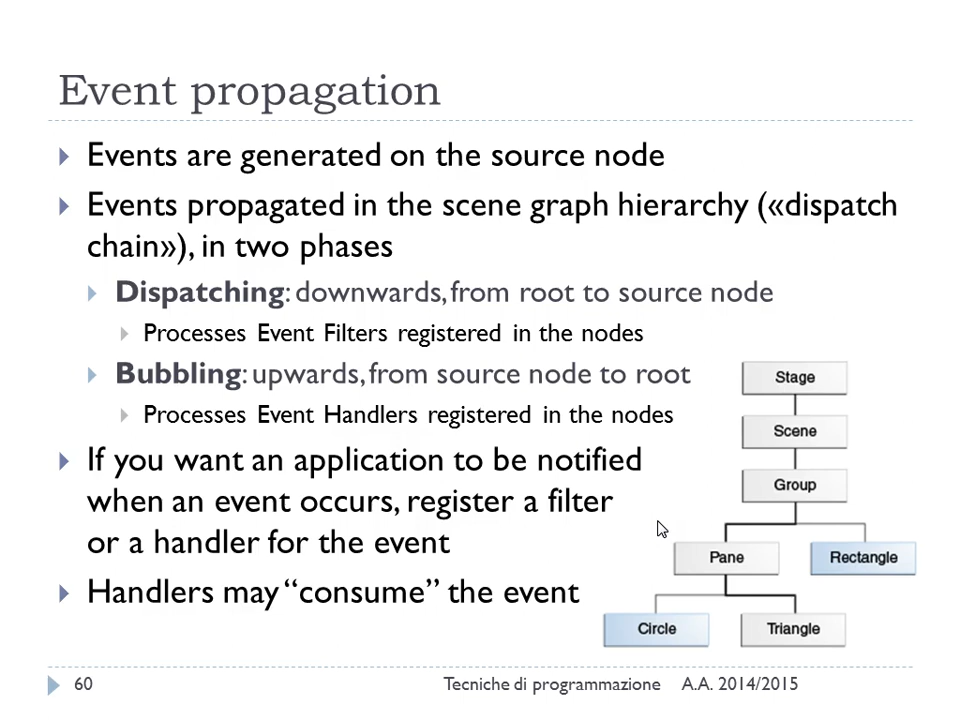 Event propagation
Events are generated on the source node
Events propagated in the scene graph hierarchy («dispatch
chain»), in two phases
Dispatching: downwards, from root to source node
Processes Event Filters registered in the nodes
Bubbling: upwards, from source node to root
Processes Event Handlers registered in the nodes
If you want an application to be notified
when an event occurs, register a filter
or a handler for the event
Handlers may “consume” the event
Stage
Scene
Group
Pane
Rectangle
Circle
Triangle
60
Tecniche di programmazione
A.A. 2014/2015